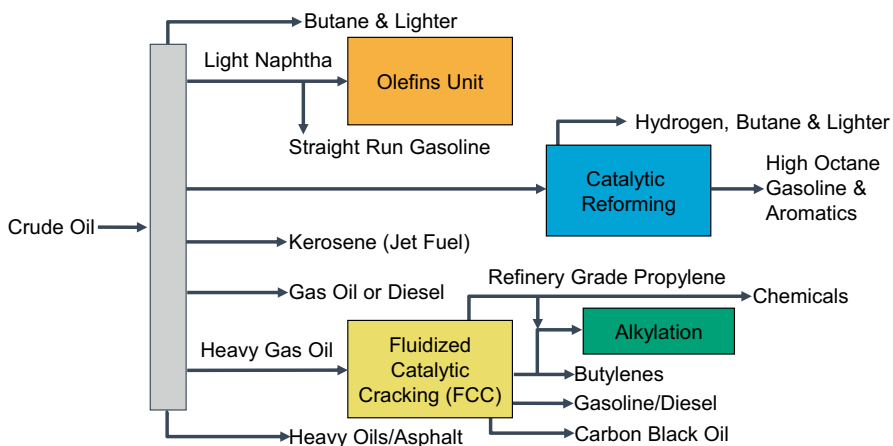 Butane & Lighter
Light Naphtha
Olefins Unit
Straight Run Gasoline
Hydrogen, Butane & Lighter
Catalytic
Reforming
High Octane
Gasoline &
Aromatics
Crude Oil
Kerosene (Jet Fuel)
Refinery Grade Propylene
Gas Oil or Diesel
Chemicals
Heavy Gas Oil
Fluidized
Catalytic
Cracking (FCC)
Alkylation
Butylenes
Gasoline/Diesel
Heavy Oils/Asphalt
Carbon Black Oil